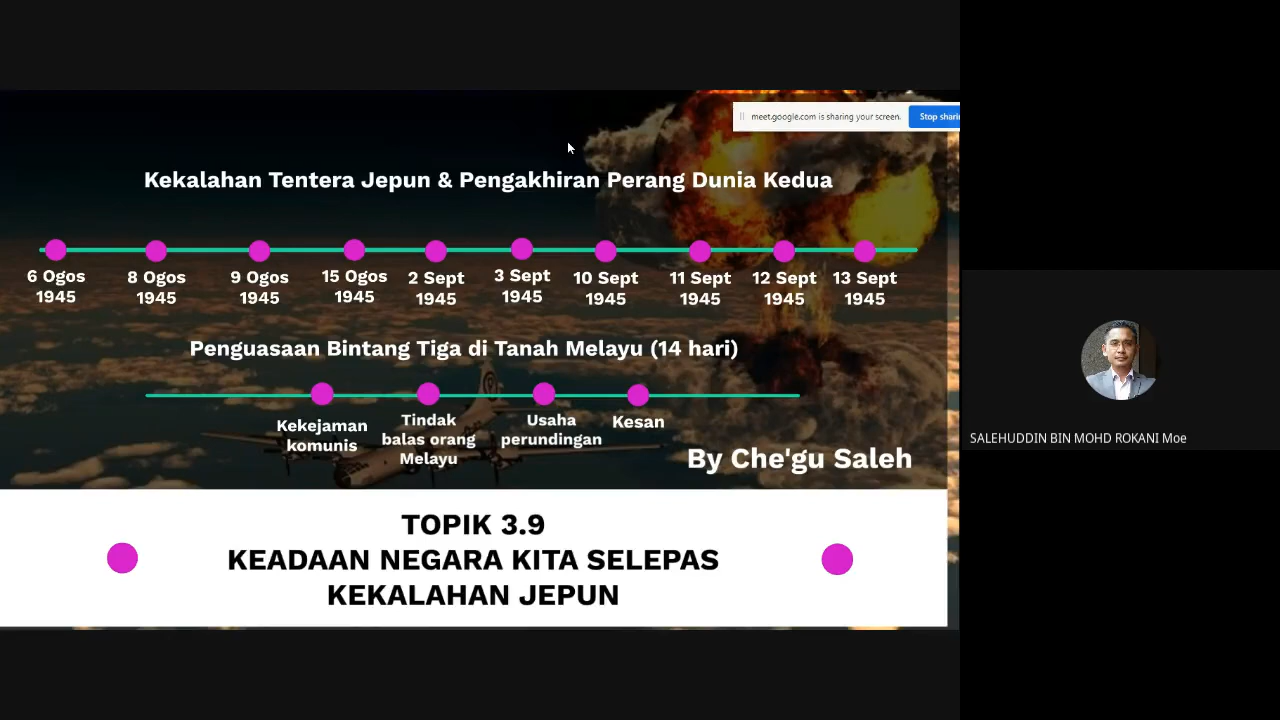 meet.google.com is sharing your screen.
Stop
Kekalahan Tentera Jepun & Pengakhiran Perang Dunia Kedua
6 Ogos 1945
8 Ogos 1945
9 Ogos 1945
15 Ogos 1945
2 Sept 1945
3 Sept 1945
10 Sept 1945
11 Sept 1945
12 Sept 1945
13 Sept 1945
Penguasaan Bintang Tiga di Tanah Melayu (14 hari)
Kekejaman
komunis
Tindak
balas orang
Melayu
Usaha
perundingan
Kesan
By Che'gu Saleh
TOPIK 3.9
KEADAAN NEGARA KITA SELEPAS
KEKALAHAN JEPUN
SALEHUDDIN BIN MOHD ROKANI Moe